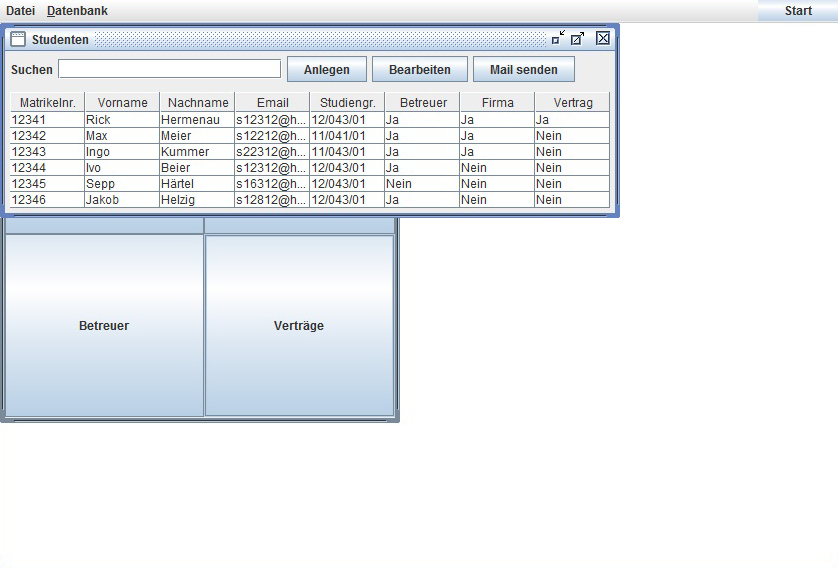 Datei Datenbank Start
Studenten
Suchen Anlegen Bearbeiten Mail senden
Matrikelnr. Vorname Nachname Email Studiengr. Betreuer Firma Vertrag
12341 Rick Hermenau s12312@h... 12/043/01 Ja Ja Ja
12342 Max Meier s12212@h... 11/041/01 Ja Ja Nein
12343 Ingo Kummer s22312@h... 11/043/01 Ja Ja Nein
12344 Ivo Beier s12312@h... 12/043/01 Ja Nein Nein
12345 Sepp Härtel s16312@h... 12/043/01 Nein Nein Nein
12346 Jakob Helzig s12812@h... 12/043/01 Ja Nein Nein
Betreuer Verträge